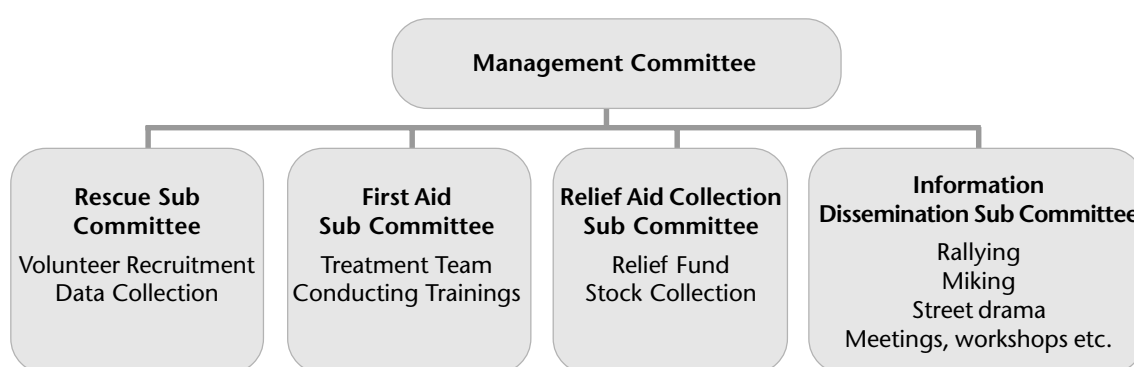 Management Committee
Rescue Sub
Committee
Volunteer Recruitment
Data Collection
First Aid
Sub Committee
Treatment Team
Conducting Trainings
Relief Aid Collection
Sub Committee
Relief Fund
Stock Collection
Information
Dissemination Sub Committee
Rallying
Miking
Street drama
Meetings, workshops etc.